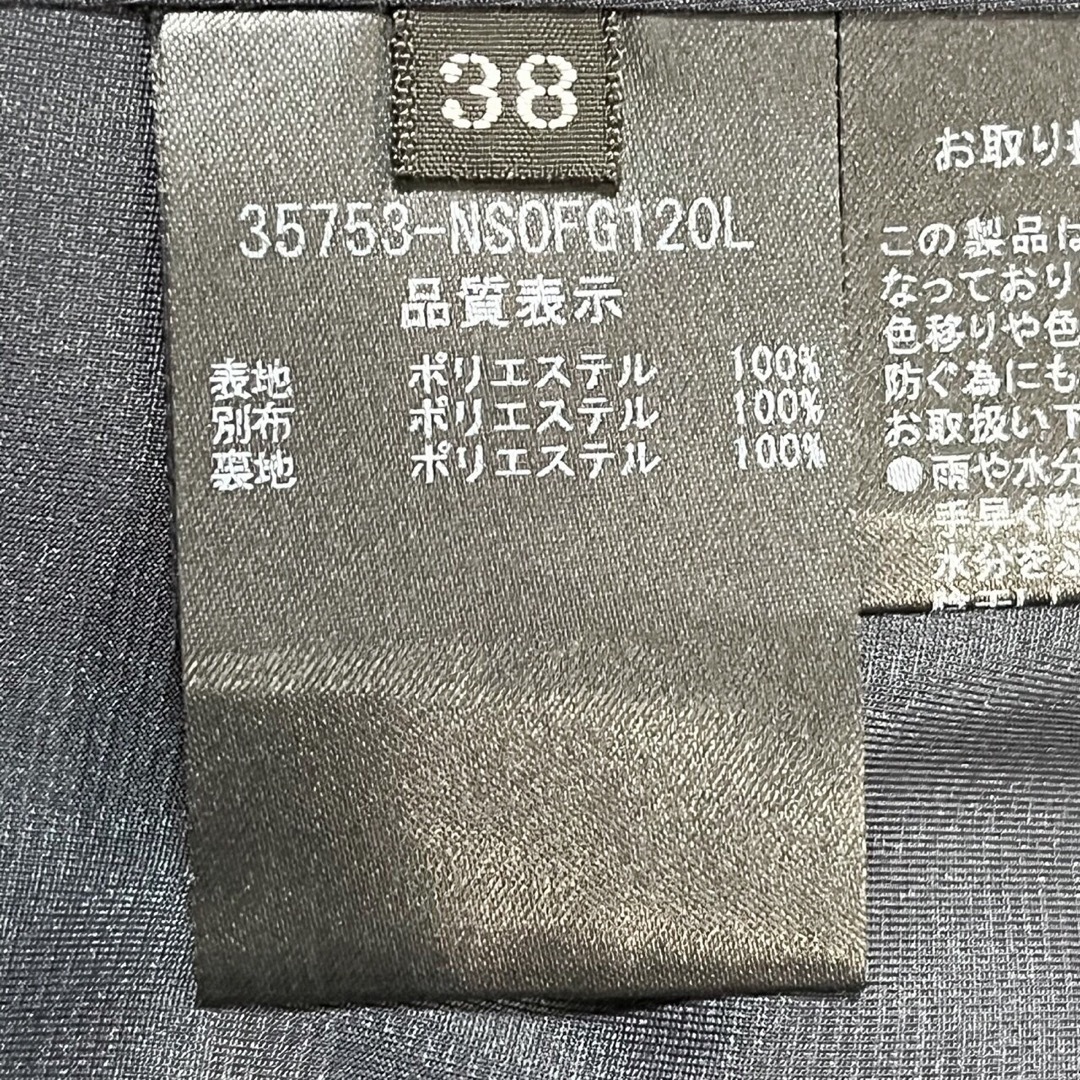 38
35753-NS0FG120L
品質表示
表地 ポリエステル 100%
別布 ポリエステル 100%
裏地 ポリエステル 100%
お取り扱
この製品は
なっており
色移りや色
防ぐ為にも
お取扱い下
●雨や水分
手早く乾
水分をふ